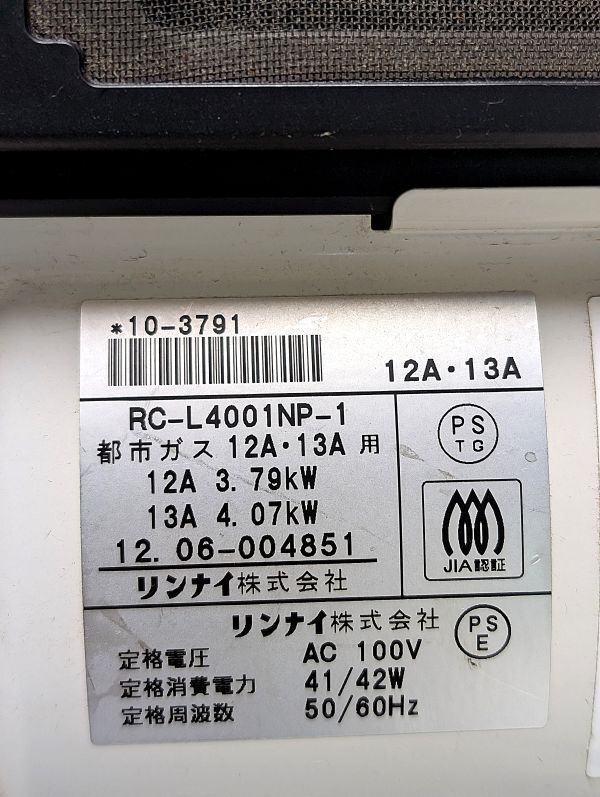 *10-3791
12A・13A
RC-L4001NP-1
都市ガス 12A・13A 用
12A 3.79kW
13A 4.07kW
12. 06-004851
リンナイ株式会社
PS
TG
JIA認証
リンナイ株式会社
PS
E
定格電圧 AC 100V
定格消費電力 41/42W
定格周波数 50/60Hz